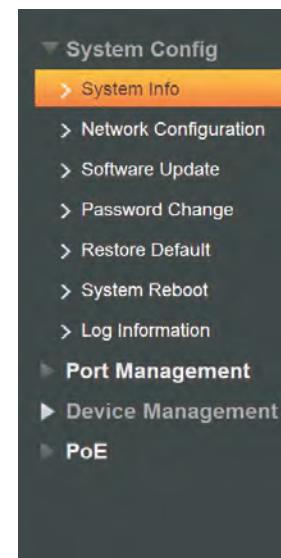 System Config
System Info
Network Configuration
Software Update
Password Change
Restore Default
System Reboot
Log Information
Port Management
Device Management
PoE